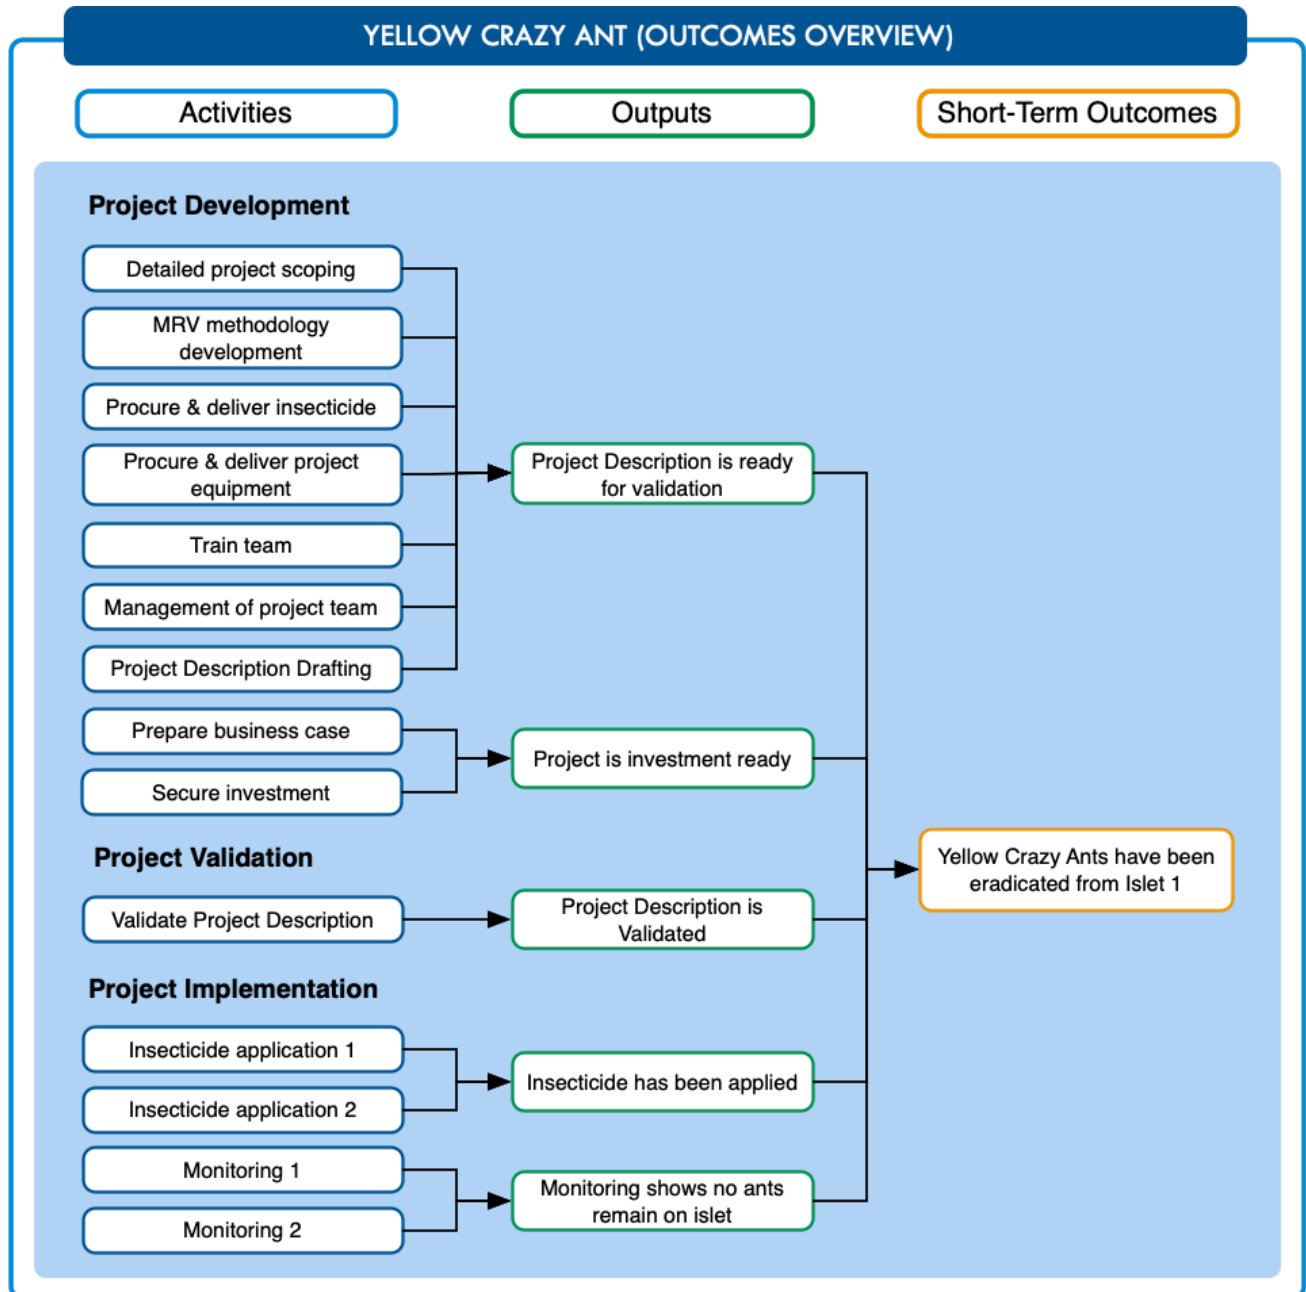 YELLOW CRAZY ANT (OUTCOMES OVERVIEW)
Activities
Outputs
Short-Term Outcomes
Project Development
Detailed project scoping
MRV methodology
development
Procure & deliver insecticide
Procure & deliver project
equipment
Train team
Management of project team
Project Description Drafting
Prepare business case
Secure investment
Project Description is ready
for validation
Project is investment ready
Project Validation
Validate Project Description
Project Description is
Validated
Yellow Crazy Ants have been
eradicated from Islet 1
Project Implementation
Insecticide application 1
Insecticide application 2
Monitoring 1
Monitoring 2
Insecticide has been applied
Monitoring shows no ants
remain on islet